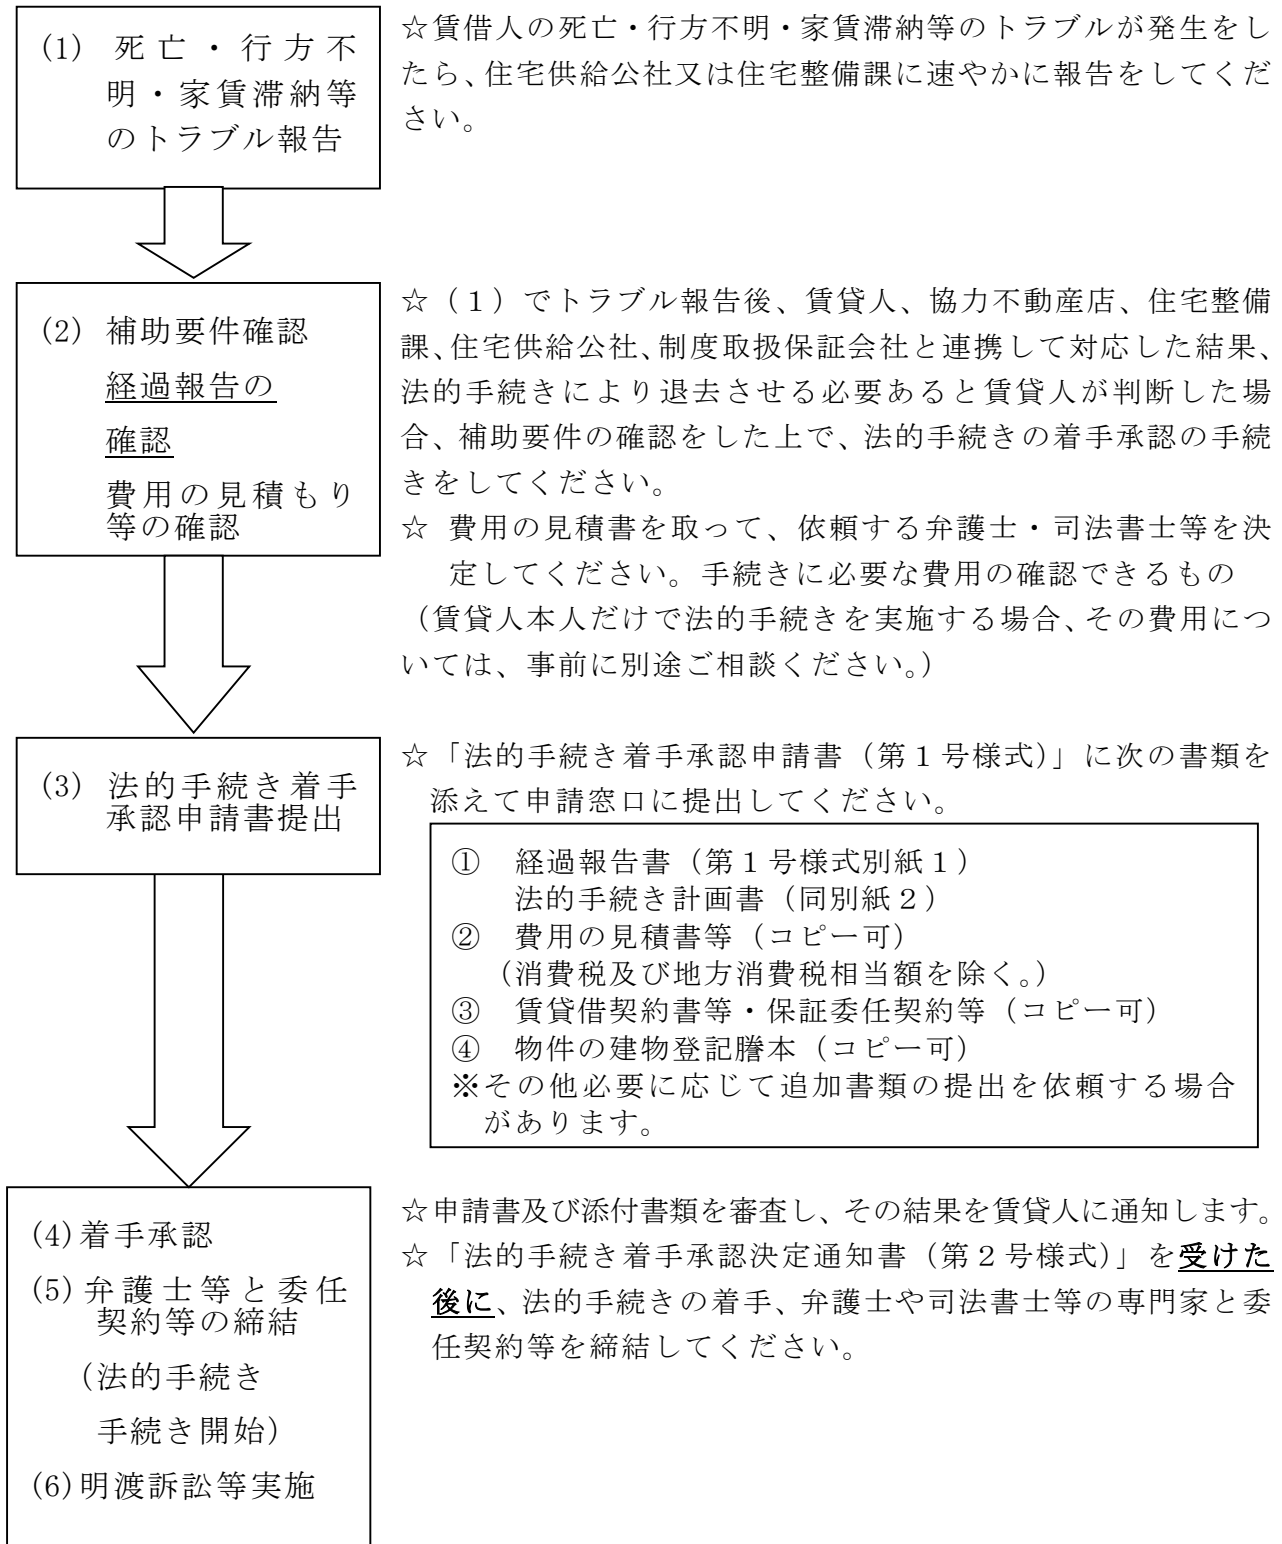 (1) 死亡・行方不
明・家賃滞納等
のトラブル報告
☆賃借人の死亡・行方不明・家賃滞納等のトラブルが発生をし
たら、住宅供給公社又は住宅整備課に速やかに報告をしてくだ
さい。
(2) 補助要件確認
経過報告の
確認
費用の見積もり
等の確認
☆（１）でトラブル報告後、賃貸人、協力不動産店、住宅整備
課、住宅供給公社、制度取扱保証会社と連携して対応した結果、
法的手続きにより退去させる必要あると賃貸人が判断した場
合、補助要件の確認をした上で、法的手続きの着手承認の手続
きをしてください。
☆ 費用の見積書を取って、依頼する弁護士・司法書士等を決
定してください。手続きに必要な費用の確認できるもの
（賃貸人本人だけで法的手続きを実施する場合、その費用につ
いては、事前に別途ご相談ください。）
(3) 法的手続き着手
承認申請書提出
☆「法的手続き着手承認申請書（第１号様式）」に次の書類を
添えて申請窓口に提出してください。
① 経過報告書（第１号様式別紙１）
法的手続き計画書（同別紙２）
② 費用の見積書等（コピー可）
（消費税及び地方消費税相当額を除く。）
③ 賃貸借契約書等・保証委任契約等（コピー可）
④ 物件の建物登記謄本（コピー可）
※その他必要に応じて追加書類の提出を依頼する場合
があります。
(4)着手承認
(5)弁護士等と委任
契約等の締結
（法的手続き
手続き開始）
(6)明渡訴訟等実施
☆申請書及び添付書類を審査し、その結果を賃貸人に通知します。
☆「法的手続き着手承認決定通知書（第２号様式）」を受けた
後に、法的手続きの着手、弁護士や司法書士等の専門家と委
任契約等を締結してください。